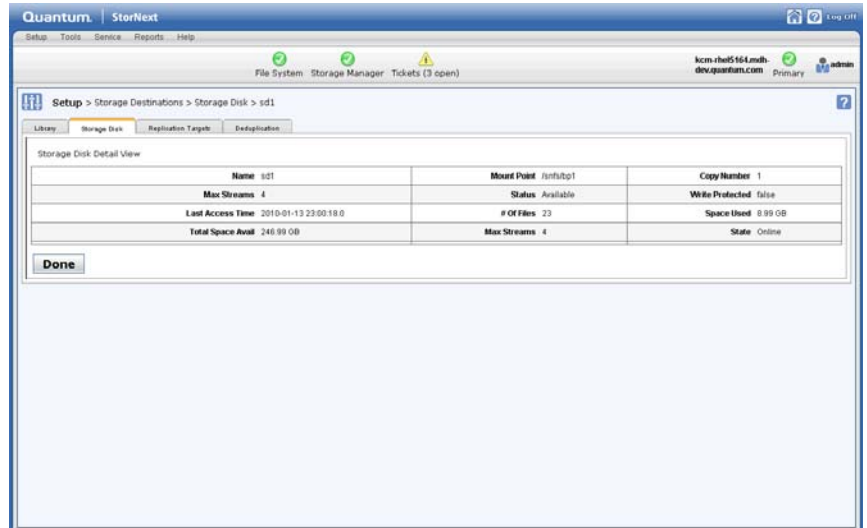 Quantum. StorNext Log Off
Setup Tools Service Reports Help
File System Storage Manager Tickets (3 open) kcm-rhel5164.mdh-dev.quantum.com Primary admin
Setup > Storage Destinations > Storage Disk > sd1
Library Storage Disk Replication Targets Deduplication
Storage Disk Detail View
Name sd1 Mount Point /snfs/bp1 Copy Number 1
Max Streams 4 Status Available Write Protected false
Last Access Time 2010-01-13 23:00:18.0 # Of Files 23 Space Used 8.99 GB
Total Space Avail 246.99 GB Max Streams 4 State Online
Done